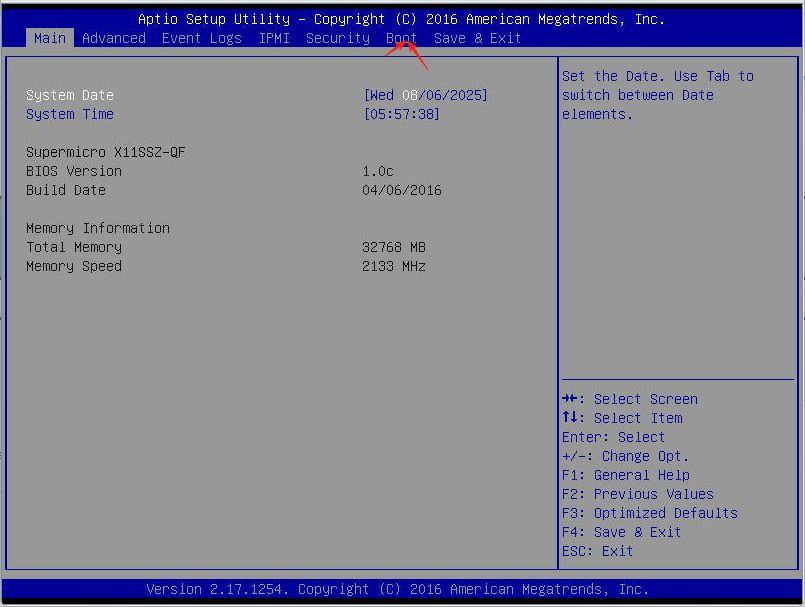 Aptio Setup Utility – Copyright (C) 2016 American Megatrends, Inc.
Main Advanced Event Logs IPMI Security Boot Save & Exit
System Date [Wed 08/06/2025]
System Time [05:57:38]
Supermicro X11SSZ-QF
BIOS Version 1.0c
Build Date 04/06/2016
Memory Information
Total Memory 32768 MB
Memory Speed 2133 MHz
Set the Date. Use Tab to
switch between Date
elements.
→←: Select Screen
↑↓: Select Item
Enter: Select
+/-: Change Opt.
F1: General Help
F2: Previous Values
F3: Optimized Defaults
F4: Save & Exit
ESC: Exit
Version 2.17.1254. Copyright (C) 2016 American Megatrends, Inc.